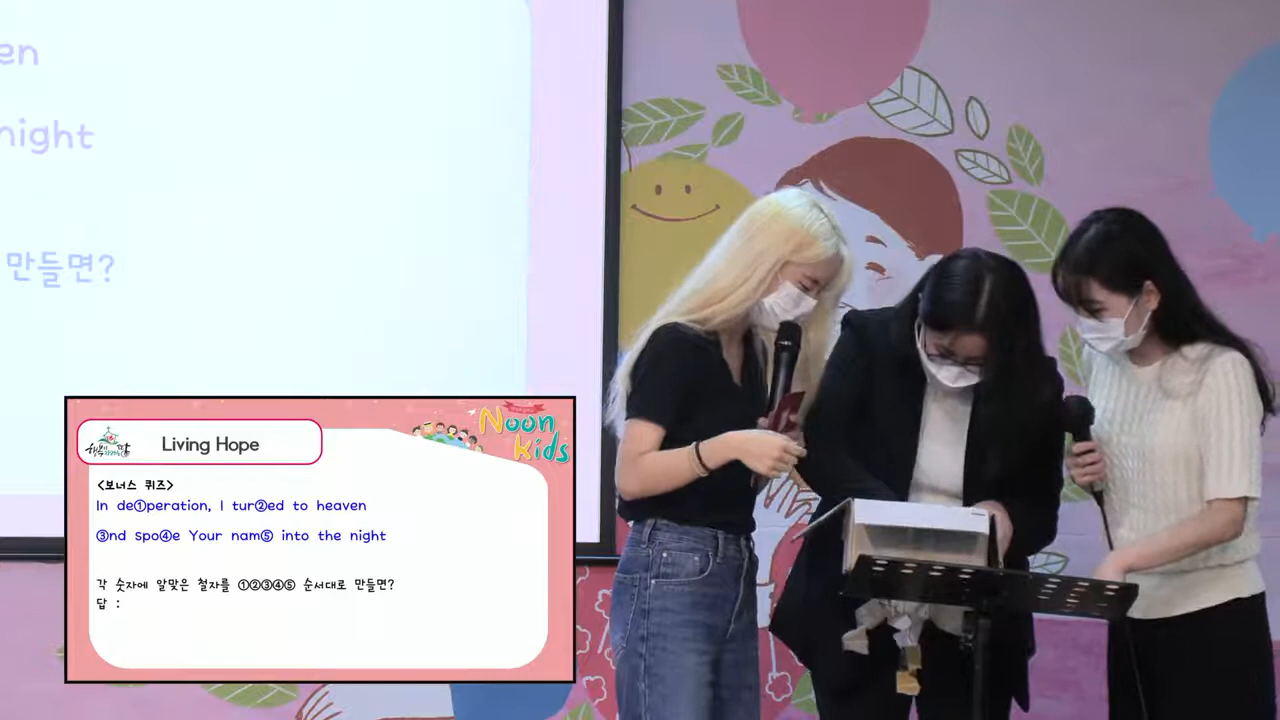 en
night
만들면?
Living Hope
Noon
Kids
<보너스 퀴즈>
In de①peration, I tur②ed to heaven
③nd spo④e Your nam⑤ into the night
각 숫자에 알맞은 철자를 ①②③④⑤ 순서대로 만들면?
답 :